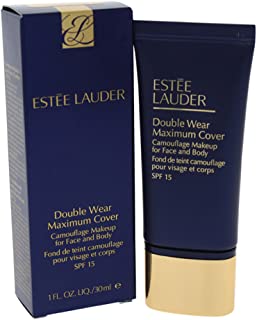 ESTĒE LAUDER
Double Wear
Maximum Cover
Camouflage Makeup
for Face and Body
Fond de teint camouflage
pour visage et corps
SPF 15
1 FL. OZ. LIQ./30ml e
ESTĒE
LAUDER
Double Wear
Maximum Cover
Camouflage Makeup
for Face and Body
Fond de teint camouflage
pour visage et corps
SPF 15